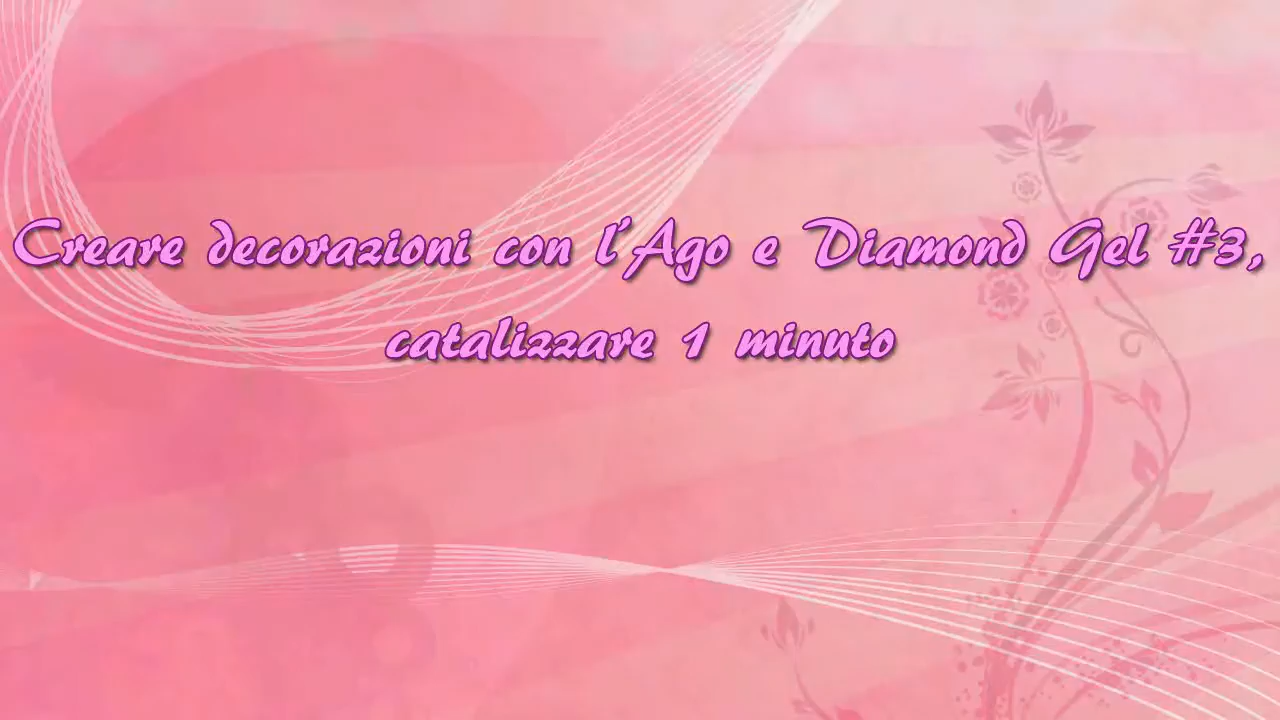 Creare decorazioni con l'Ago e Diamond Gel #3,
catalizzare 1 minuto